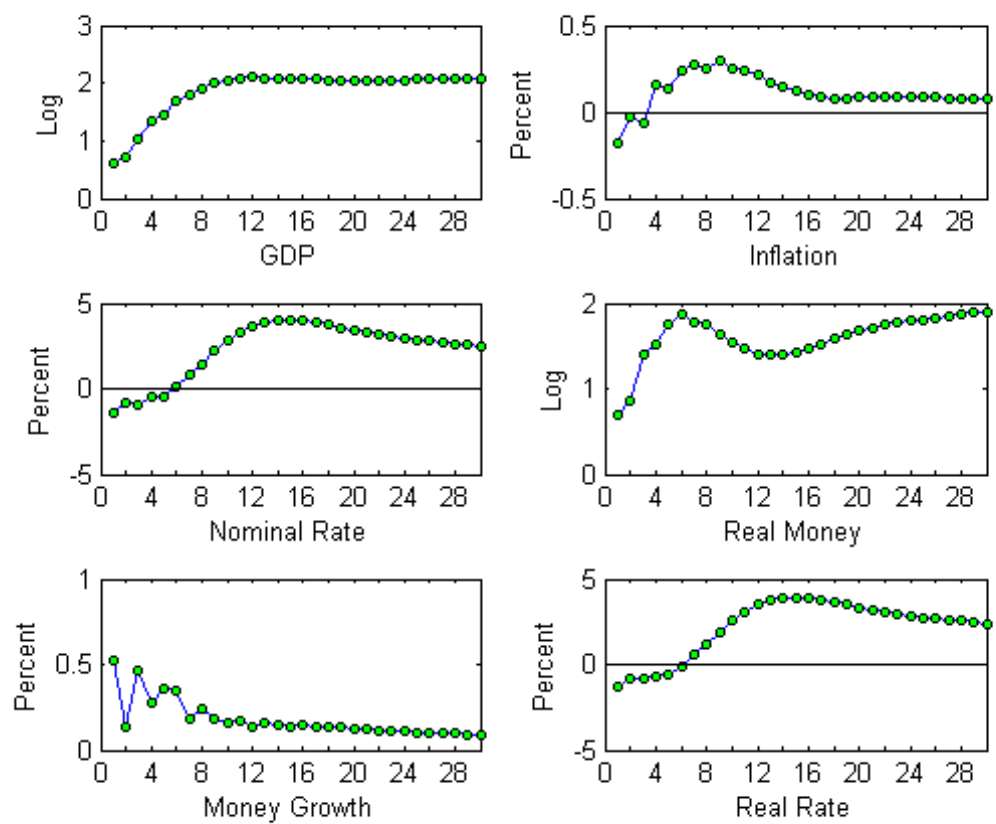 3
2
1
0
Log
0 4 8 12 16 20 24 28
GDP
0.5
0
-0.5
Percent
0 4 8 12 16 20 24 28
Inflation
5
0
-5
Percent
0 4 8 12 16 20 24 28
Nominal Rate
2
1
0
Log
0 4 8 12 16 20 24 28
Real Money
1
0.5
0
Percent
0 4 8 12 16 20 24 28
Money Growth
5
0
-5
Percent
0 4 8 12 16 20 24 28
Real Rate